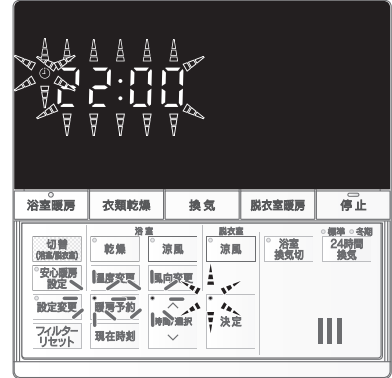 22:00
浴室暖房 衣類乾燥 換気 脱衣室暖房 停止
浴室 脱衣室 標準 冬期
切替 乾燥 涼風 涼風 浴室 24時間
(浴室/脱衣室) 換気切 換気
安心暖房 温度変更 風向変更
設定
設定変更 暖房予約 時間/選択 決定
フィルター 現在時刻
リセット